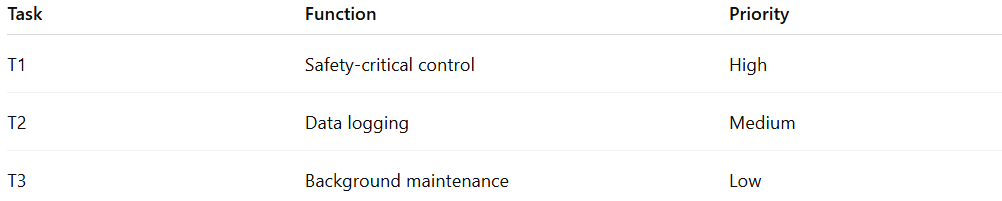 Task Function Priority
T1 Safety-critical control High
T2 Data logging Medium
T3 Background maintenance Low